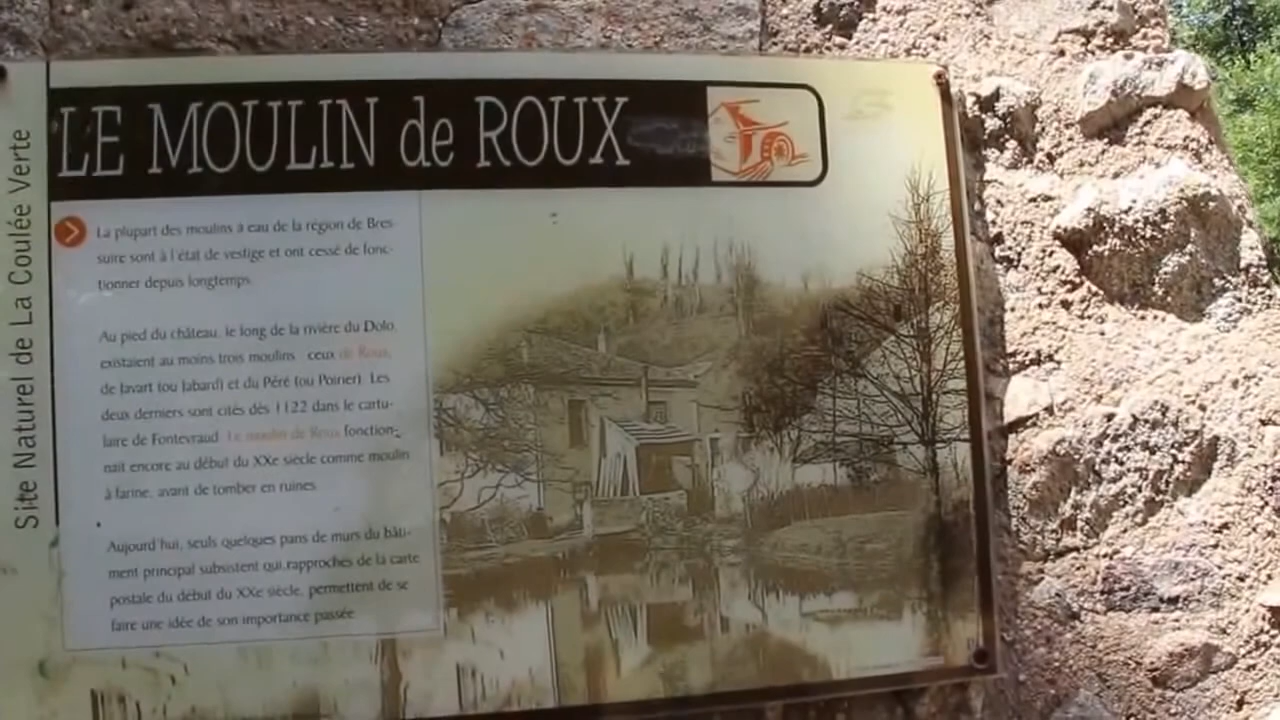 Site Naturel de La Coulée Verte
LE MOULIN de ROUX
La plupart des moulins à eau de la région de Bres-
suire sont à l'état de vestige et ont cessé de fonc-
tionner depuis longtemps.
Au pied du château, le long de la rivière du Dolo,
existaient au moins trois moulins : ceux de Roux,
de Javart (ou Jabard) et du Péré (ou Poirier). Les
deux derniers sont cités dès 1122 dans le cartu-
laire de Fontevraud. Le moulin de Roux fonction-
nait encore au début du XXe siècle comme moulin
à farine, avant de tomber en ruines.
Aujourd'hui, seuls quelques pans de murs du bâti-
ment principal subsistent qui, rapprochés de la carte
postale du début du XXe siècle, permettent de se
faire une idée de son importance passée.